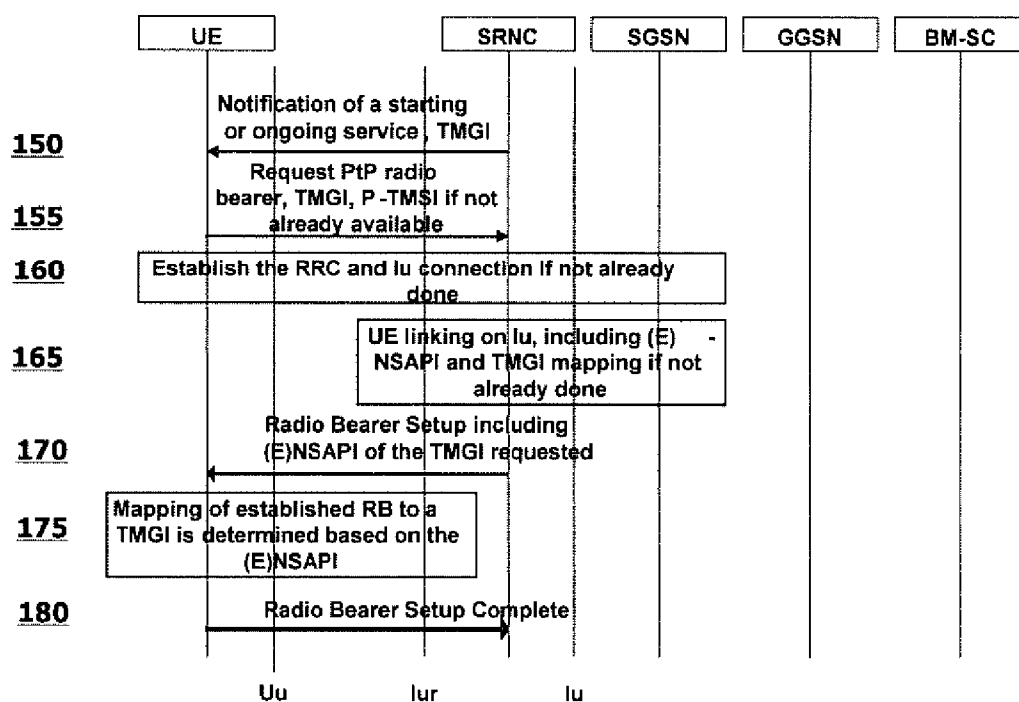 UE SRNC SGSN GGSN BM-SC
Notification of a starting
or ongoing service , TMGI
150
Request PtP radio
bearer, TMGI, P -TMSI if not
already available
155
160
Establish the RRC and Iu connection if not already
done
UE linking on Iu, including (E) -
NSAPI and TMGI mapping if not
already done
165
Radio Bearer Setup including
(E)NSAPI of the TMGI requested
170
Mapping of established RB to a
TMGI is determined based on the
(E)NSAPI
175
Radio Bearer Setup Complete
180
Uu Iur Iu